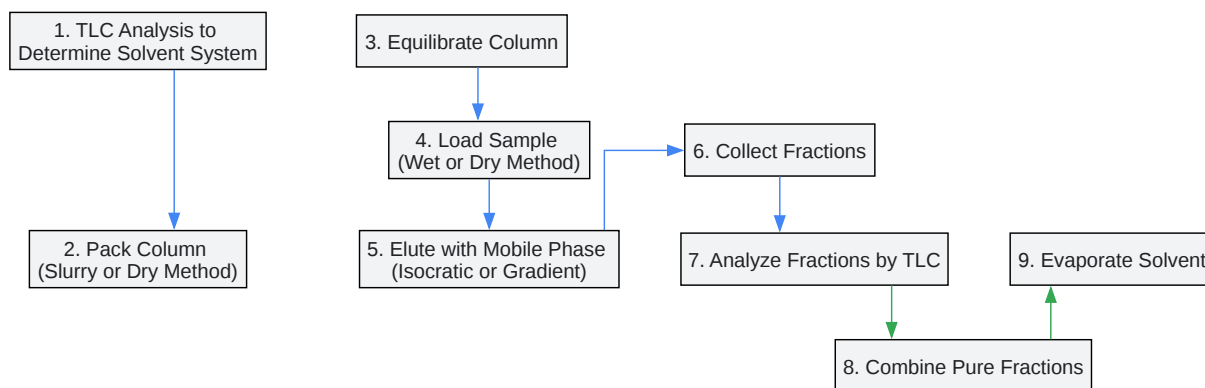 1. TLC Analysis to
Determine Solvent System
2. Pack Column
(Slurry or Dry Method)
3. Equilibrate Column
4. Load Sample
(Wet or Dry Method)
5. Elute with Mobile Phase
(Isocratic or Gradient)
6. Collect Fractions
7. Analyze Fractions by TLC
8. Combine Pure Fractions
9. Evaporate Solvent